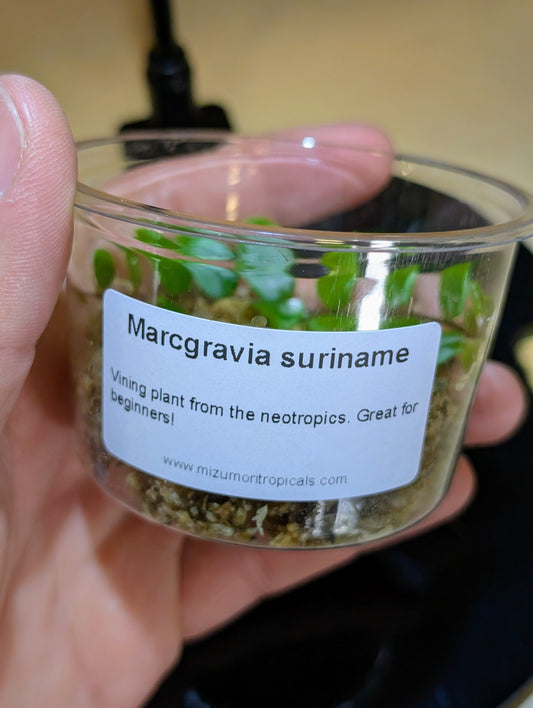 Marcgravia suriname
Vining plant from the neotropics. Great for
beginners!
www.mizumoritropicals.com